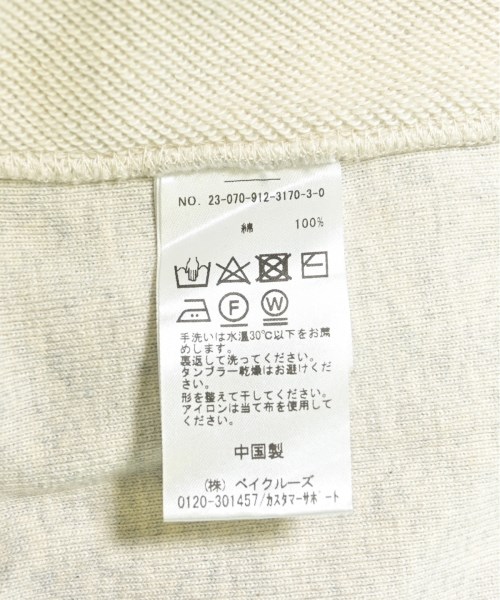 NO. 23-070-912-3170-3-0
綿 100%
F W
手洗いは水温30℃以下をお薦
めします。
裏返して洗ってください。
タンブラー乾燥はお避けくだ
さい。
形を整えて干してください。
アイロンは当て布を使用して
ください。
中国製
(株) ベイクルーズ
0120-301457/カスタマーサポート